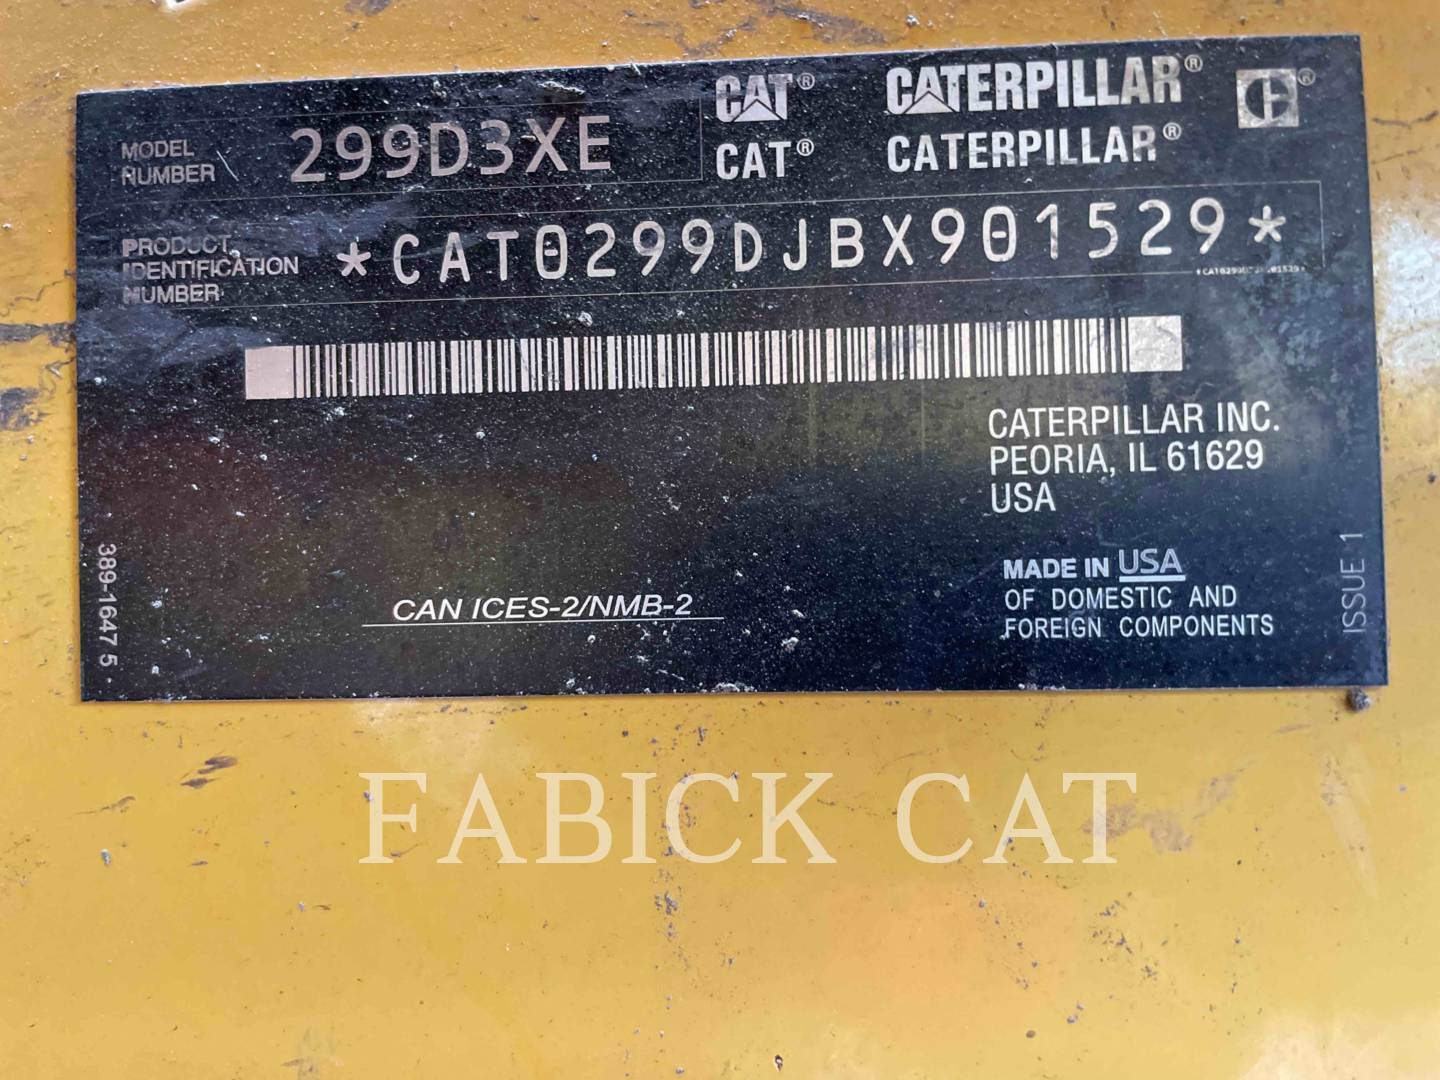 CAT® CATERPILLAR®
CAT® CATERPILLAR®
MODEL NUMBER 299D3XE
PRODUCT IDENTIFICATION NUMBER *CAT0299DJBX901529*
CATERPILLAR INC.
PEORIA, IL 61629
USA
MADE IN USA
OF DOMESTIC AND
FOREIGN COMPONENTS
CAN ICES-2/NMB-2
389-1647 5
ISSUE 1
FABICK CAT